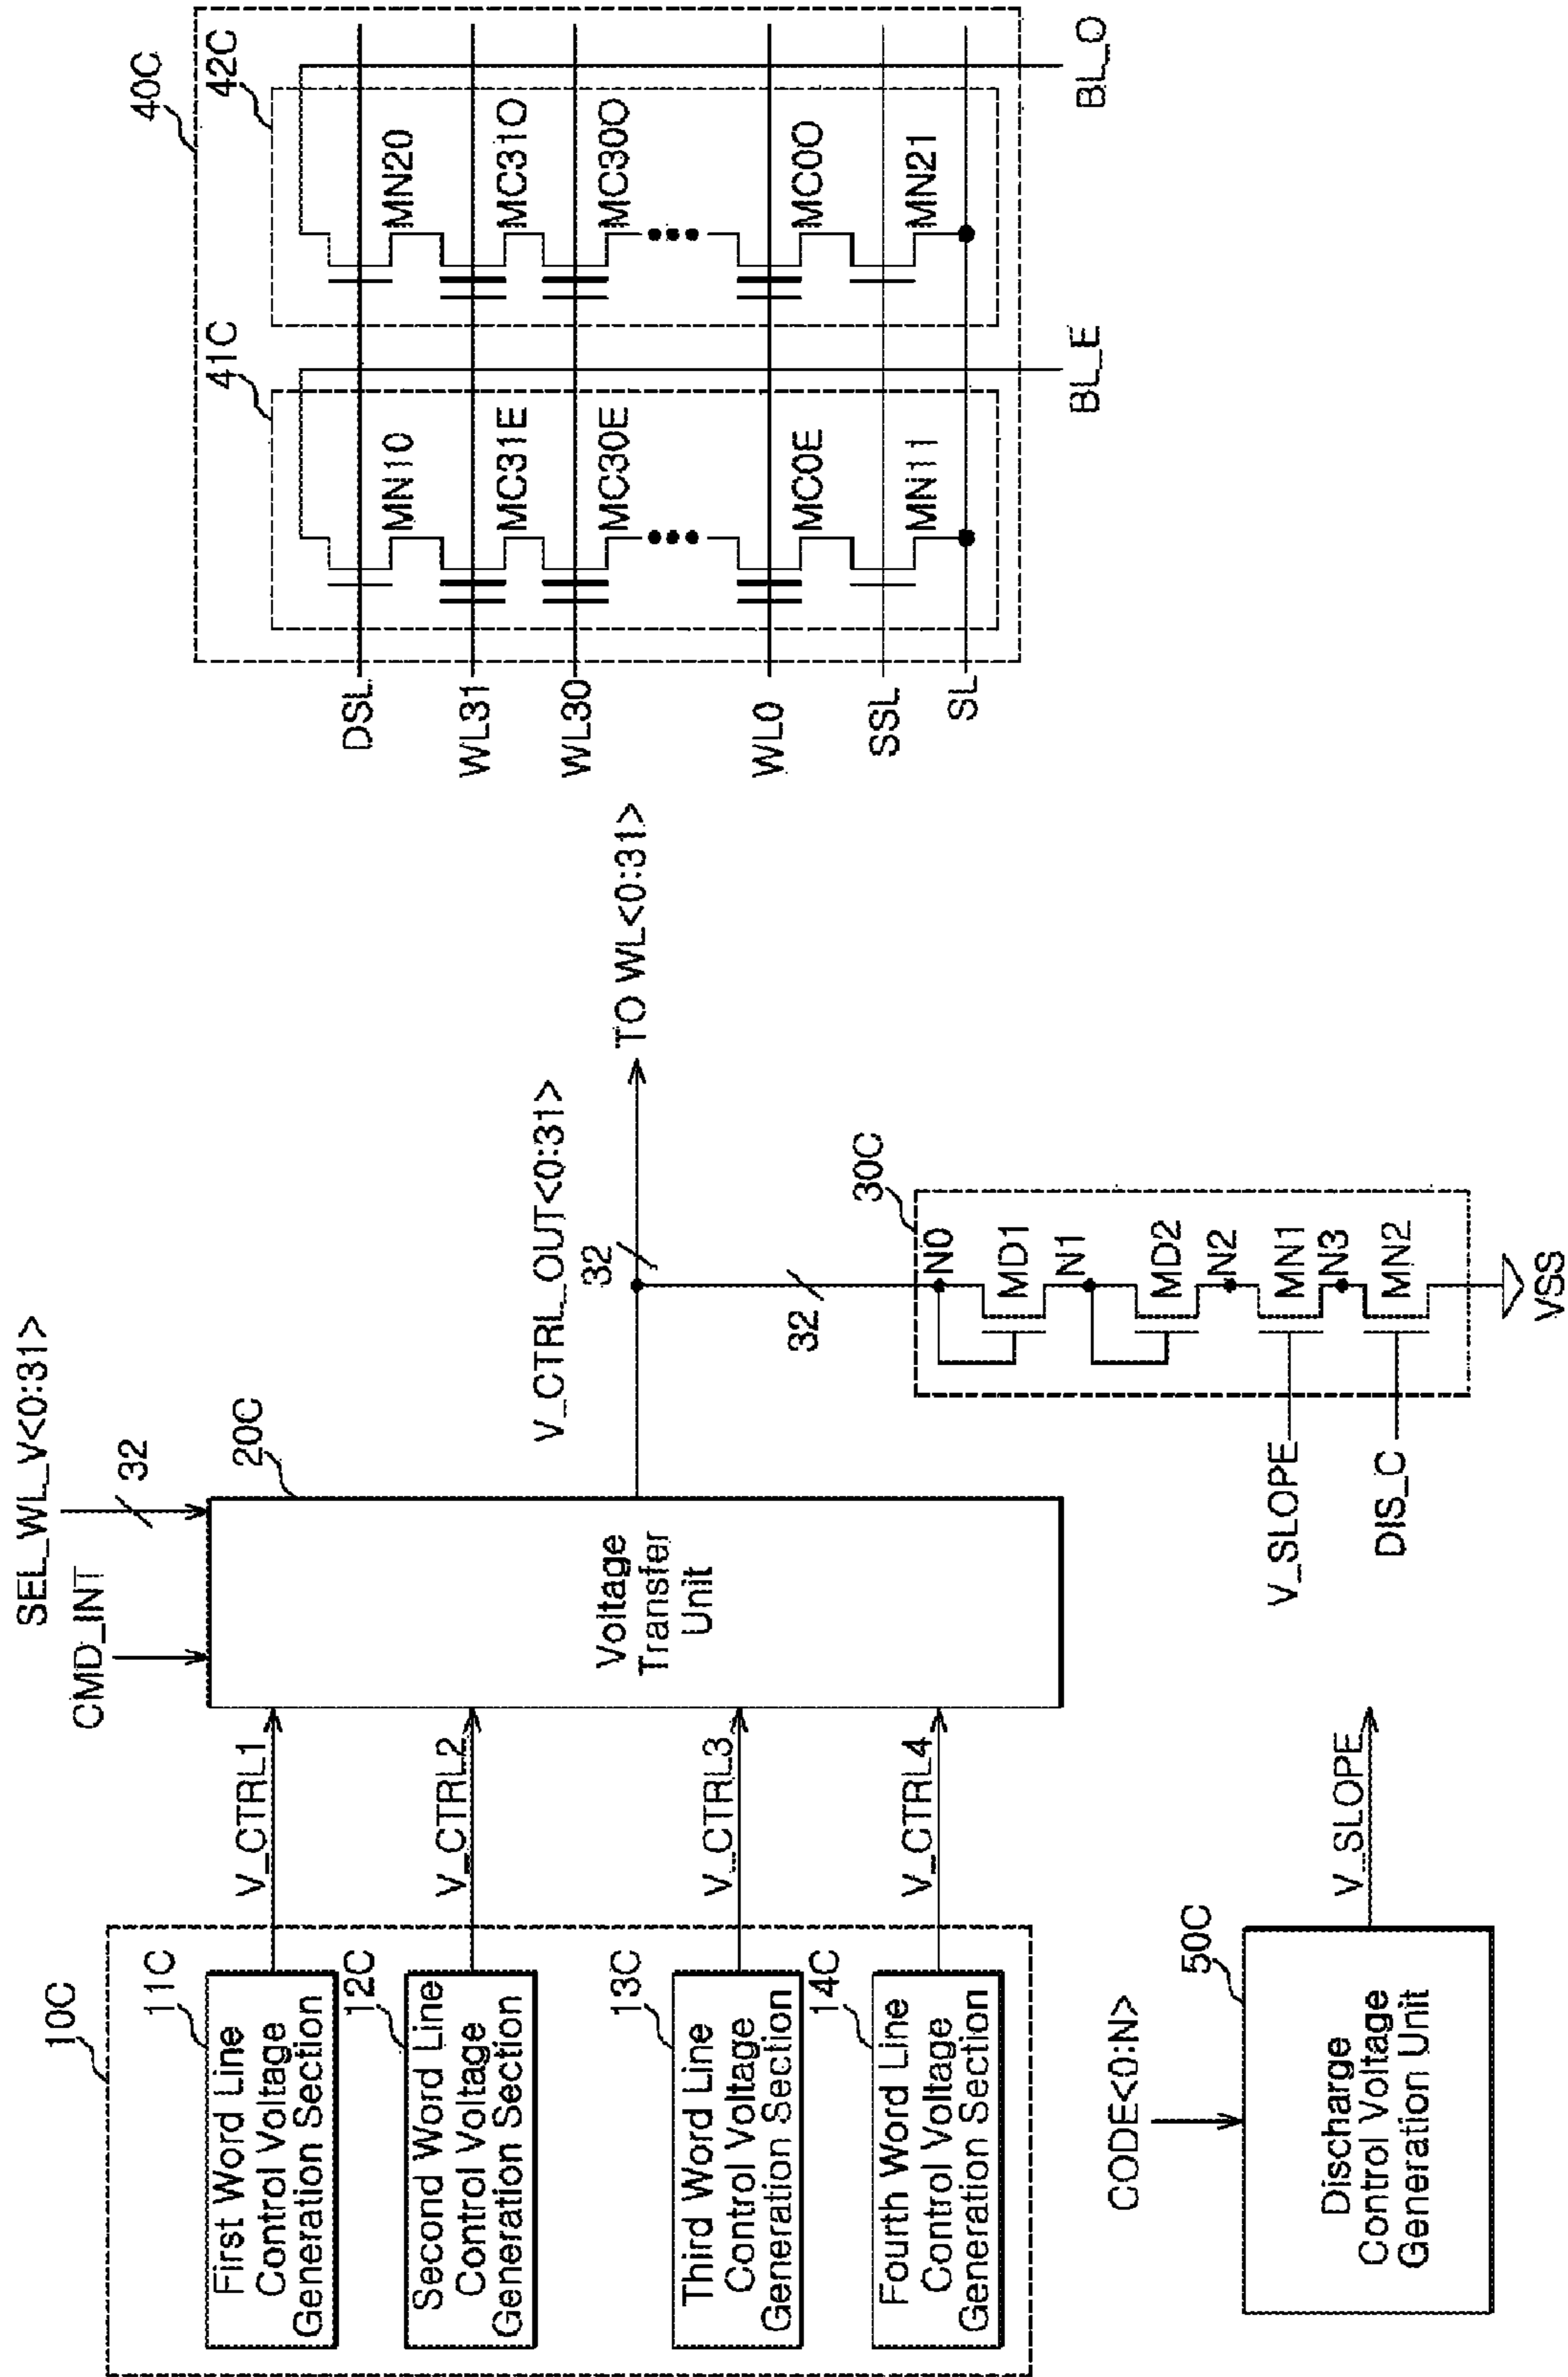 10C
11C
First Word Line
Control Voltage
Generation Section
12C
Second Word Line
Control Voltage
Generation Section
13C
Third Word Line
Control Voltage
Generation Section
14C
Fourth Word Line
Control Voltage
Generation Section
V_CTRL1
V_CTRL2
V_CTRL3
V_CTRL4
CMD_INT
SEL_WL_V<0:31>
32
20C
Voltage
Transfer
Unit
V_CTRL_OUT<0:31>
32
TO WL<0:31>
32
30C
N0
MD1
N1
MD2
N2
MN1
N3
MN2
V_SLOPE
DIS_C
VSS
CODE<0:N>
50C
Discharge
Control Voltage
Generation Unit
V_SLOPE
40C
41C
42C
DSL
MN10
MN20
WL31
MC31E
MC31O
WL30
MC30E
MC30O
WL0
MC0E
MC0O
SSL
MN11
MN21
SL
BL_E
BL_O